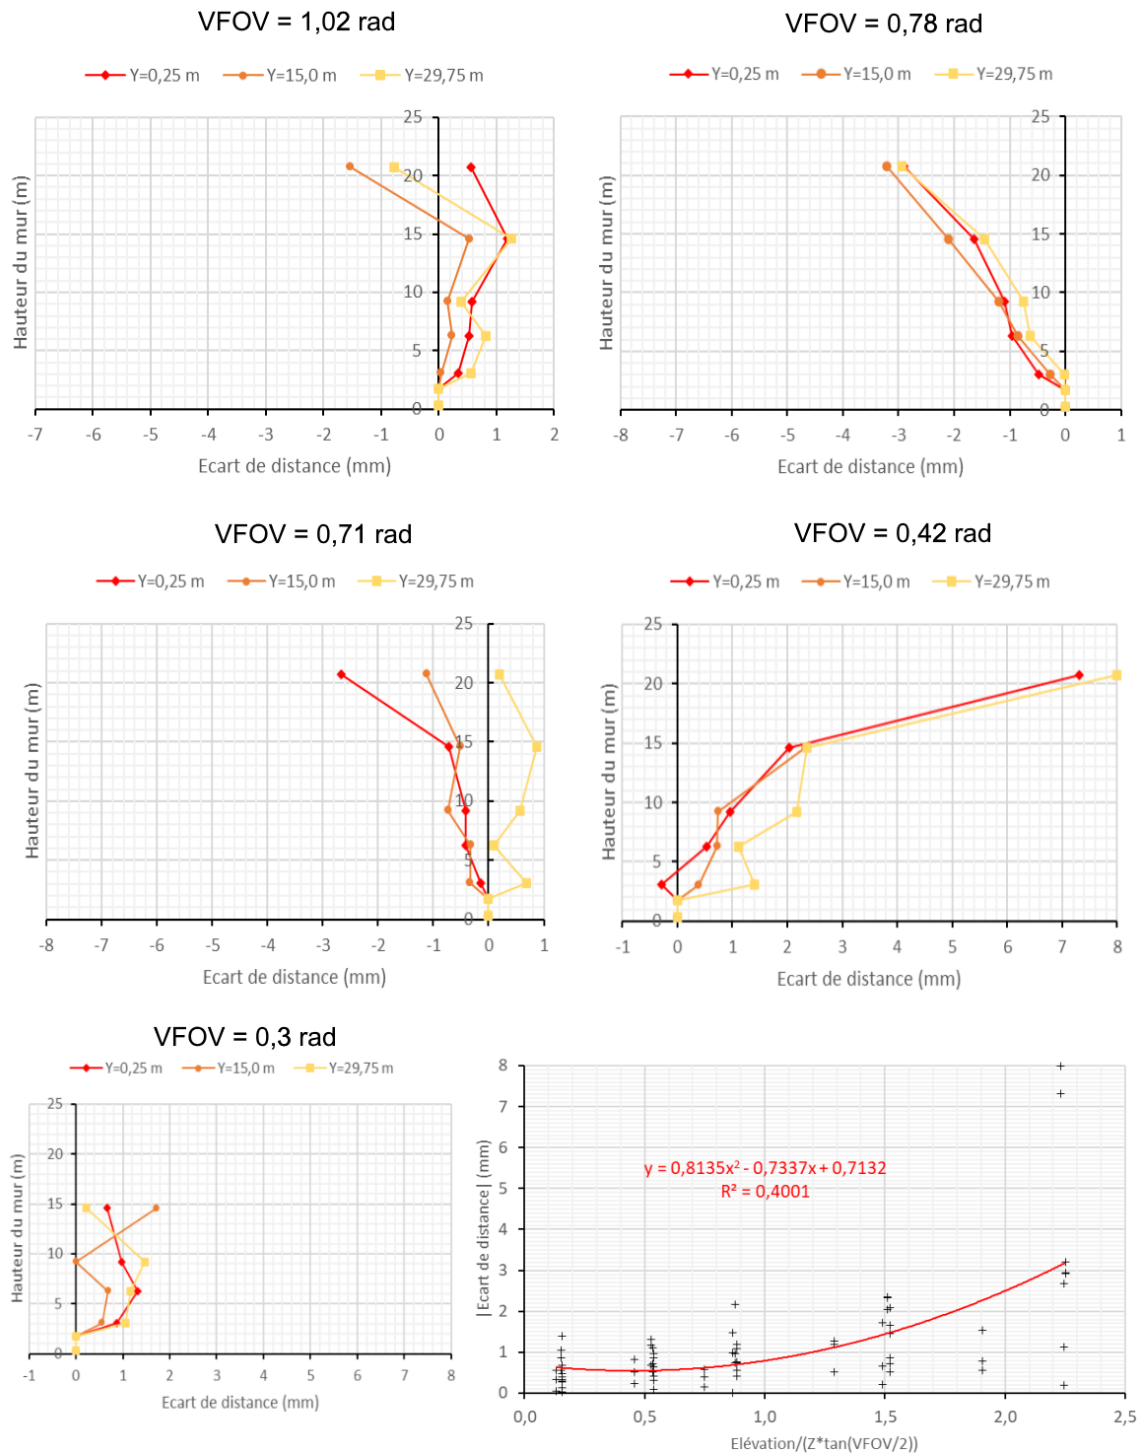 VFOV = 1,02 rad
Y=0,25 m Y=15,0 m Y=29,75 m
25
20
15
10
5
0
Hauteur du mur (m)
-7 -6 -5 -4 -3 -2 -1 0 1 2
Ecart de distance (mm)
VFOV = 0,78 rad
Y=0,25 m Y=15,0 m Y=29,75 m
25
20
15
10
5
0
Hauteur du mur (m)
-8 -7 -6 -5 -4 -3 -2 -1 0 1
Ecart de distance (mm)
VFOV = 0,71 rad
Y=0,25 m Y=15,0 m Y=29,75 m
25
20
15
10
5
0
Hauteur du mur (m)
-8 -7 -6 -5 -4 -3 -2 -1 0 1
Ecart de distance (mm)
VFOV = 0,42 rad
Y=0,25 m Y=15,0 m Y=29,75 m
25
20
15
10
5
0
Hauteur du mur (m)
-1 0 1 2 3 4 5 6 7 8
Ecart de distance (mm)
VFOV = 0,3 rad
Y=0,25 m Y=15,0 m Y=29,75 m
25
20
15
10
5
0
Hauteur du mur (m)
-1 0 1 2 3 4 5 6 7 8
Ecart de distance (mm)
8
7
6
5
4
3
2
1
0
|Ecart de distance| (mm)
y = 0,8135x² - 0,7337x + 0,7132
R² = 0,4001
0,0 0,5 1,0 1,5 2,0 2,5
Elévation/(Z*tan(VFOV/2))